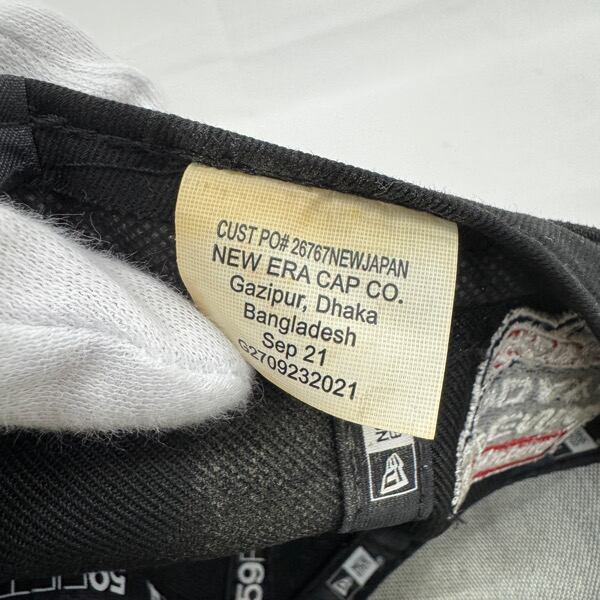 CUST PO# 26767NEWJAPAN
NEW ERA CAP CO.
Gazipur, Dhaka
Bangladesh
Sep 21
G2709232021